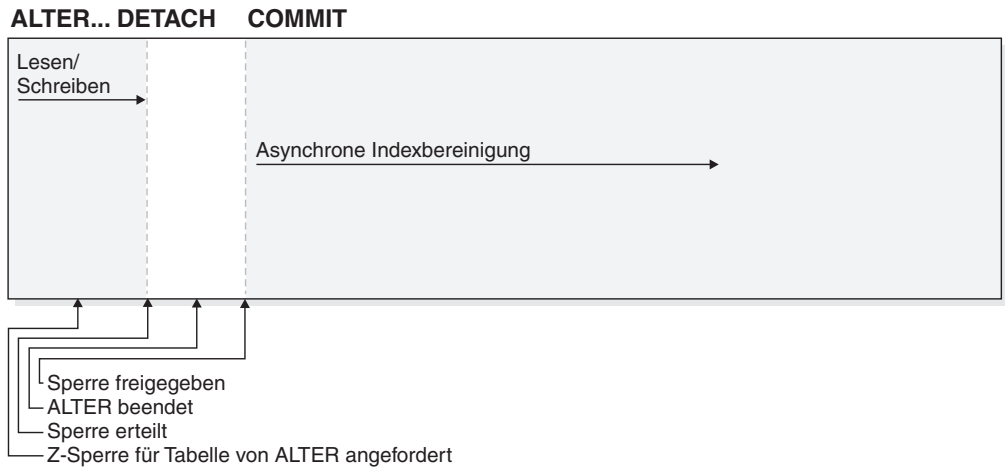 ALTER... DETACH COMMIT
Lesen/
Schreiben
Asynchrone Indexbereinigung
Sperre freigegeben
ALTER beendet
Sperre erteilt
Z-Sperre für Tabelle von ALTER angefordert